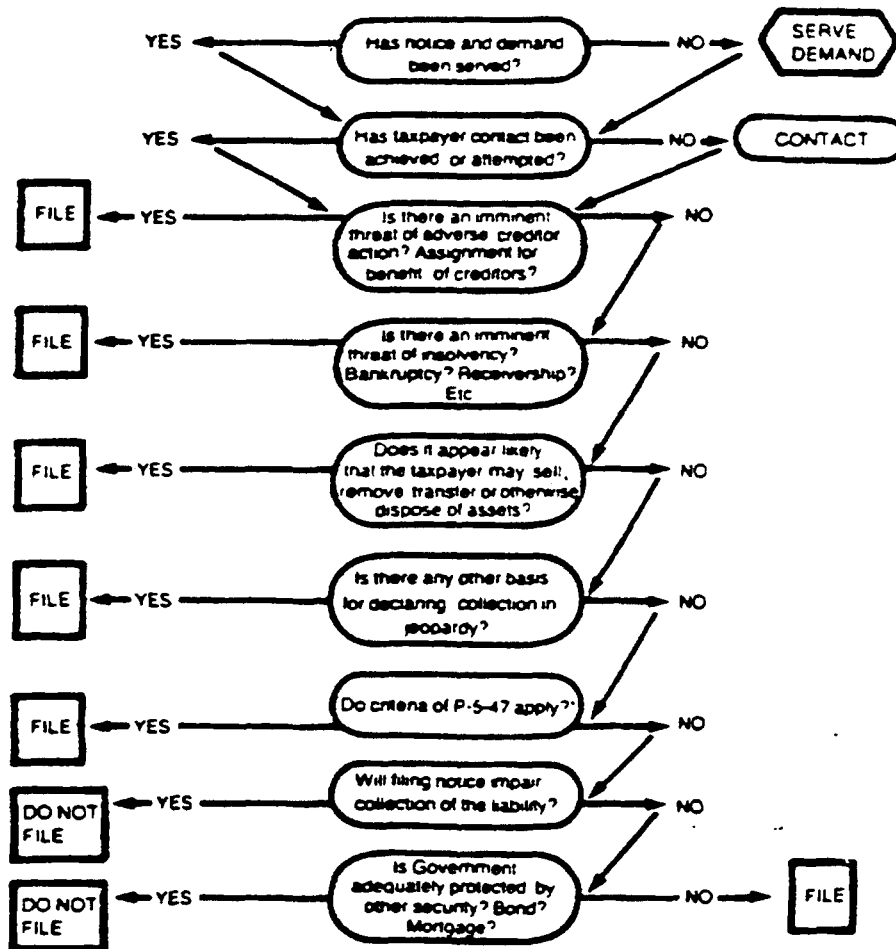 YES
Has notice and demand
been served?
NO
SERVE
DEMAND
YES
Has taxpayer contact been
achieved or attempted?
NO
CONTACT
FILE
YES
Is there an imminent
threat of adverse creditor
action? Assignment for
benefit of creditors?
NO
FILE
YES
Is there an imminent
threat of insolvency?
Bankruptcy? Receivership?
Etc
NO
FILE
YES
Does it appear likely
that the taxpayer may sell,
remove transfer or otherwise
dispose of assets?
NO
FILE
YES
Is there any other basis
for declaring collection in
jeopardy?
NO
FILE
YES
Do criteria of P-5-47 apply?
NO
DO NOT
FILE
YES
Will filing notice impair
collection of the liability?
NO
DO NOT
FILE
YES
Is Government
adequately protected by
other security? Bond?
Mortgage?
NO
FILE